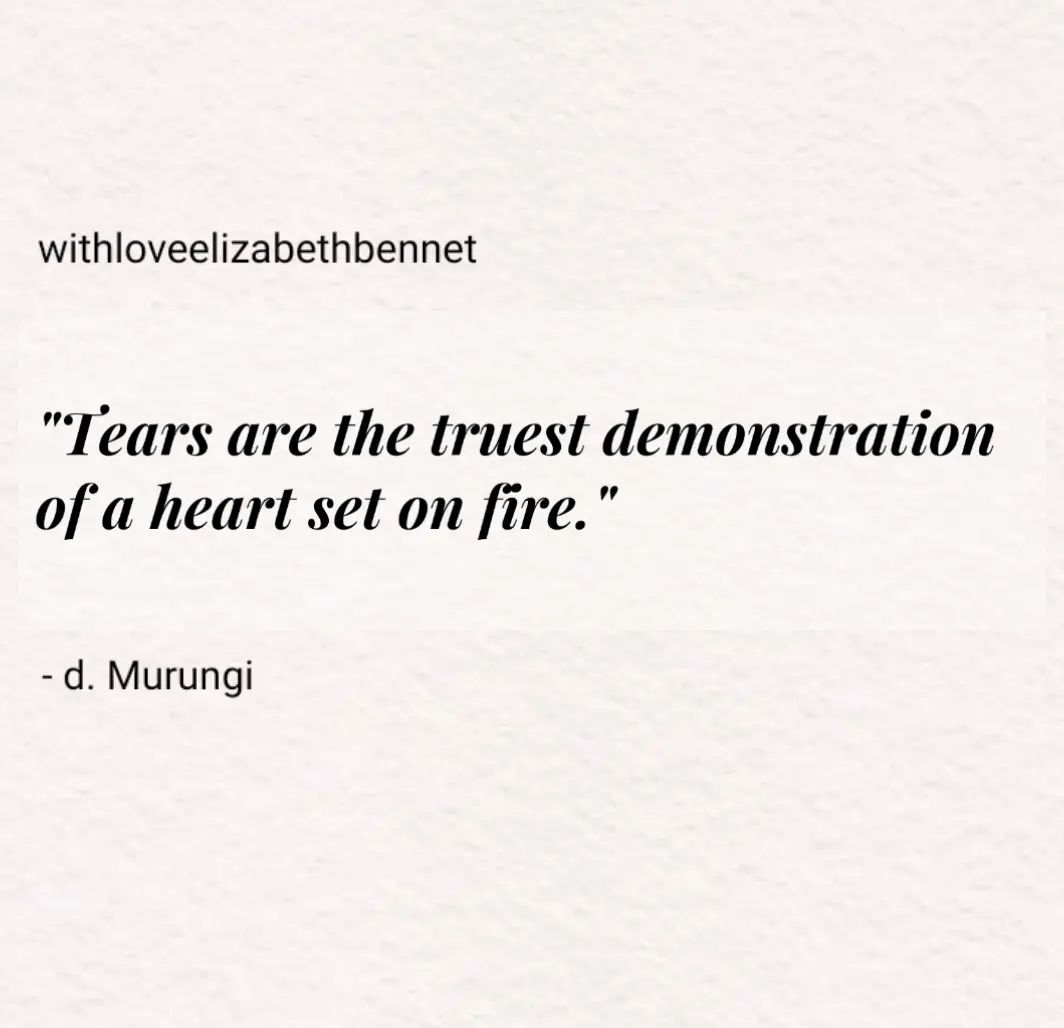 withloveelizabethbennet
"Tears are the truest demonstration
of a heart set on fire."
- d. Murungi